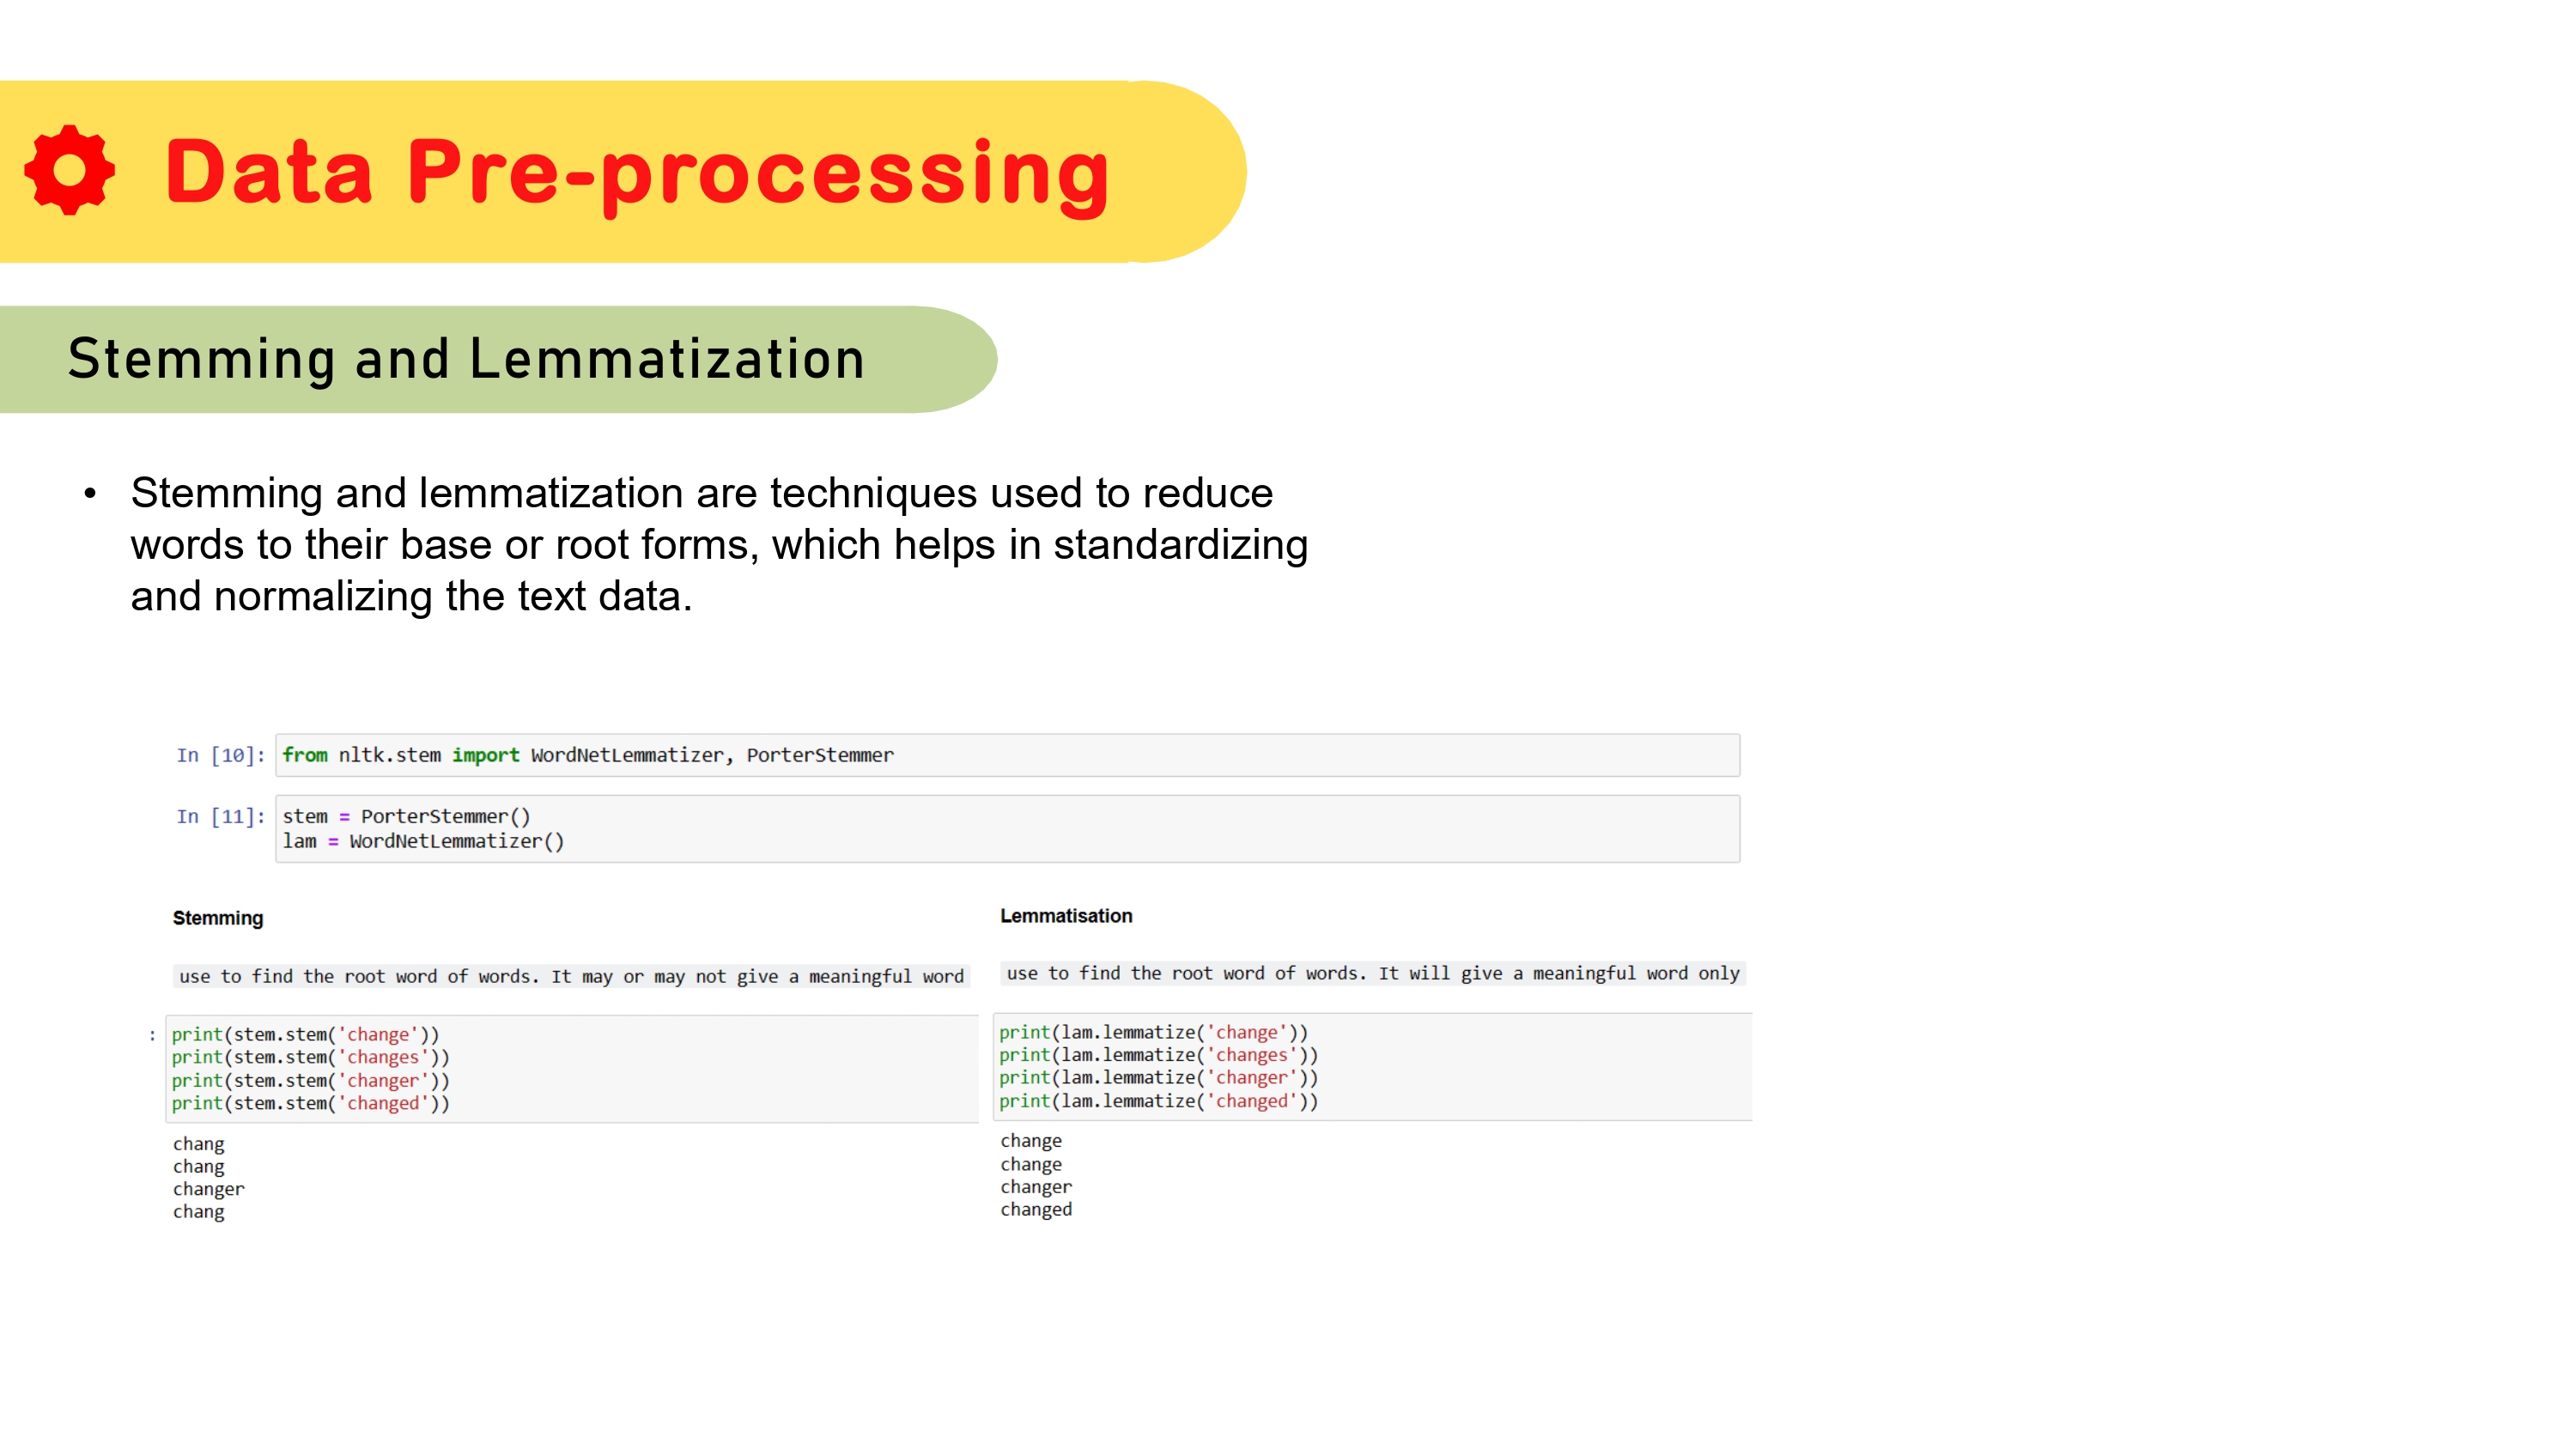 Data Pre-processing
Stemming and Lemmatization
• Stemming and lemmatization are techniques used to reduce
words to their base or root forms, which helps in standardizing
and normalizing the text data.
In [10]: from nltk.stem import WordNetLemmatizer, PorterStemmer
In [11]: stem = PorterStemmer()
lam = WordNetLemmatizer()
Stemming
use to find the root word of words. It may or may not give a meaningful word
: print(stem.stem('change'))
print(stem.stem('changes'))
print(stem.stem('changer'))
print(stem.stem('changed'))
chang
chang
changer
chang
Lemmatisation
use to find the root word of words. It will give a meaningful word only
print(lam.lemmatize('change'))
print(lam.lemmatize('changes'))
print(lam.lemmatize('changer'))
print(lam.lemmatize('changed'))
change
change
changer
changed